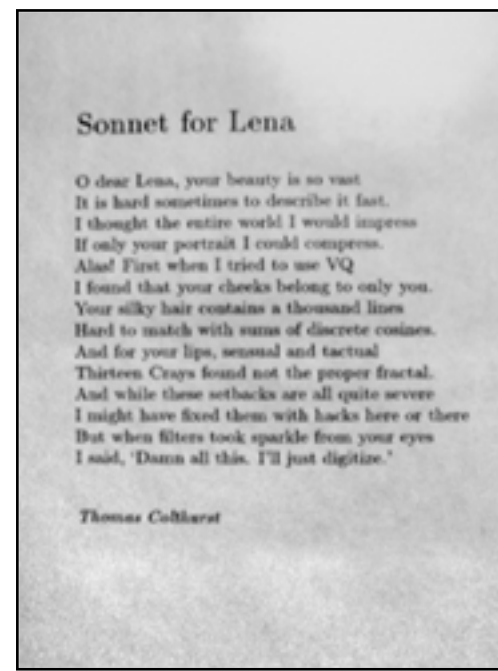 Sonnet for Lena
O dear Lena, your beauty is so vast
It is hard sometimes to describe it fast.
I thought the entire world I would impress
If only your portrait I could compress.
Alas! First when I tried to use VQ
I found that your cheeks belong to only you.
Your silky hair contains a thousand lines
Hard to match with sums of discrete cosines.
And for your lips, sensual and tactual
Thirteen Crays found not the proper fractal.
And while these setbacks are all quite severe
I might have fixed them with hacks here or there
But when filters took sparkle from your eyes
I said, 'Damn all this. I'll just digitize.'
Thomas Colthurst